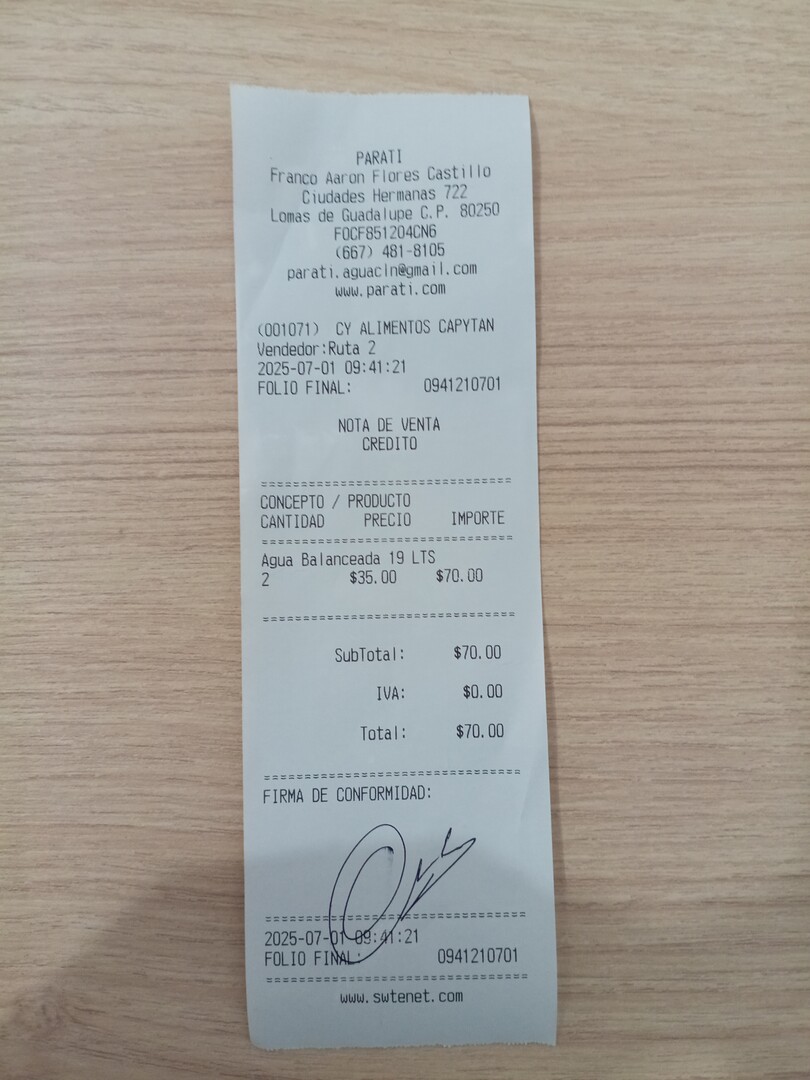 PARATI
Franco Aaron Flores Castillo
Ciudades Hermanas 722
Lomas de Guadalupe C.P. 80250
FOCF851204CN6
(667) 481-8105
parati.aguacln@gmail.com
www.parati.com
(001071) CY ALIMENTOS CAPYTAN
Vendedor:Ruta 2
2025-07-01 09:41:21
FOLIO FINAL: 0941210701
NOTA DE VENTA
CREDITO
==============================
CONCEPTO / PRODUCTO
CANTIDAD PRECIO IMPORTE
==============================
Agua Balanceada 19 LTS
2 $35.00 $70.00
==============================
SubTotal: $70.00
IVA: $0.00
Total: $70.00
==============================
FIRMA DE CONFORMIDAD:
==============================
2025-07-01 09:41:21
FOLIO FINAL: 0941210701
==============================
www.swtenet.com